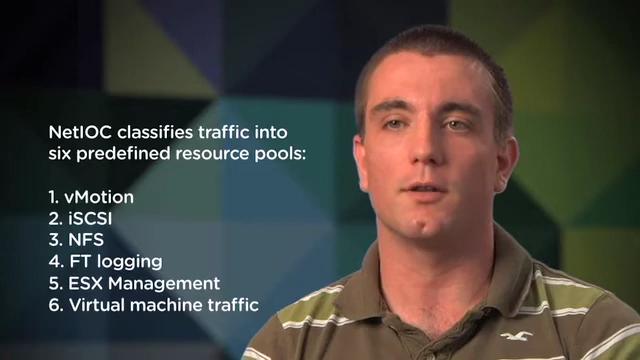 NetIOC classifies traffic into
six predefined resource pools:
1. vMotion
2. iSCSI
3. NFS
4. FT logging
5. ESX Management
6. Virtual machine traffic